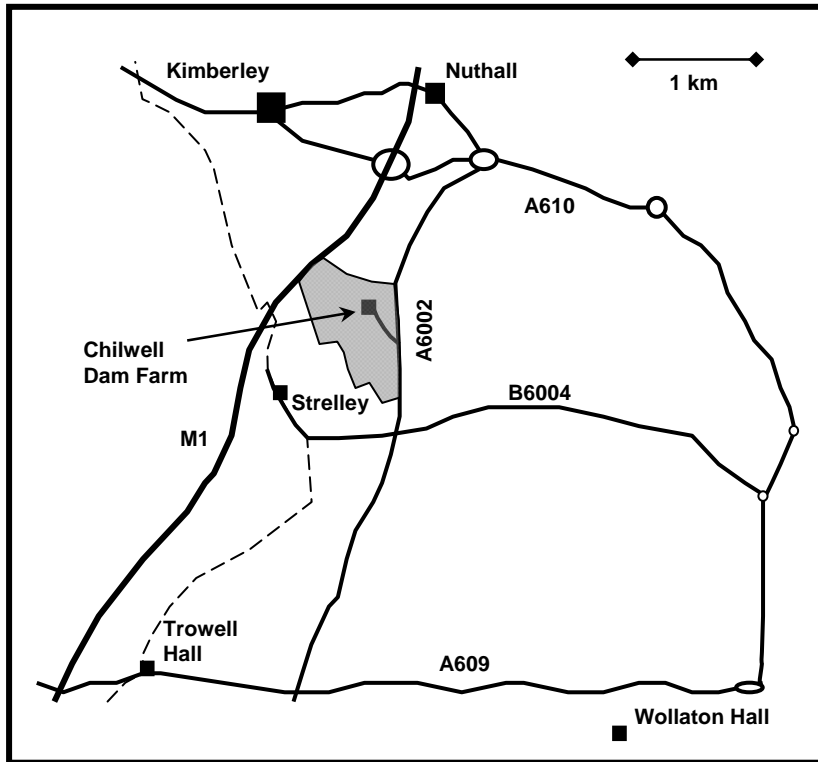 Kimberley
Nuthall
1 km
A610
A6002
Chilwell
Dam Farm
Strelley
B6004
M1
Trowell
Hall
A609
Wollaton Hall